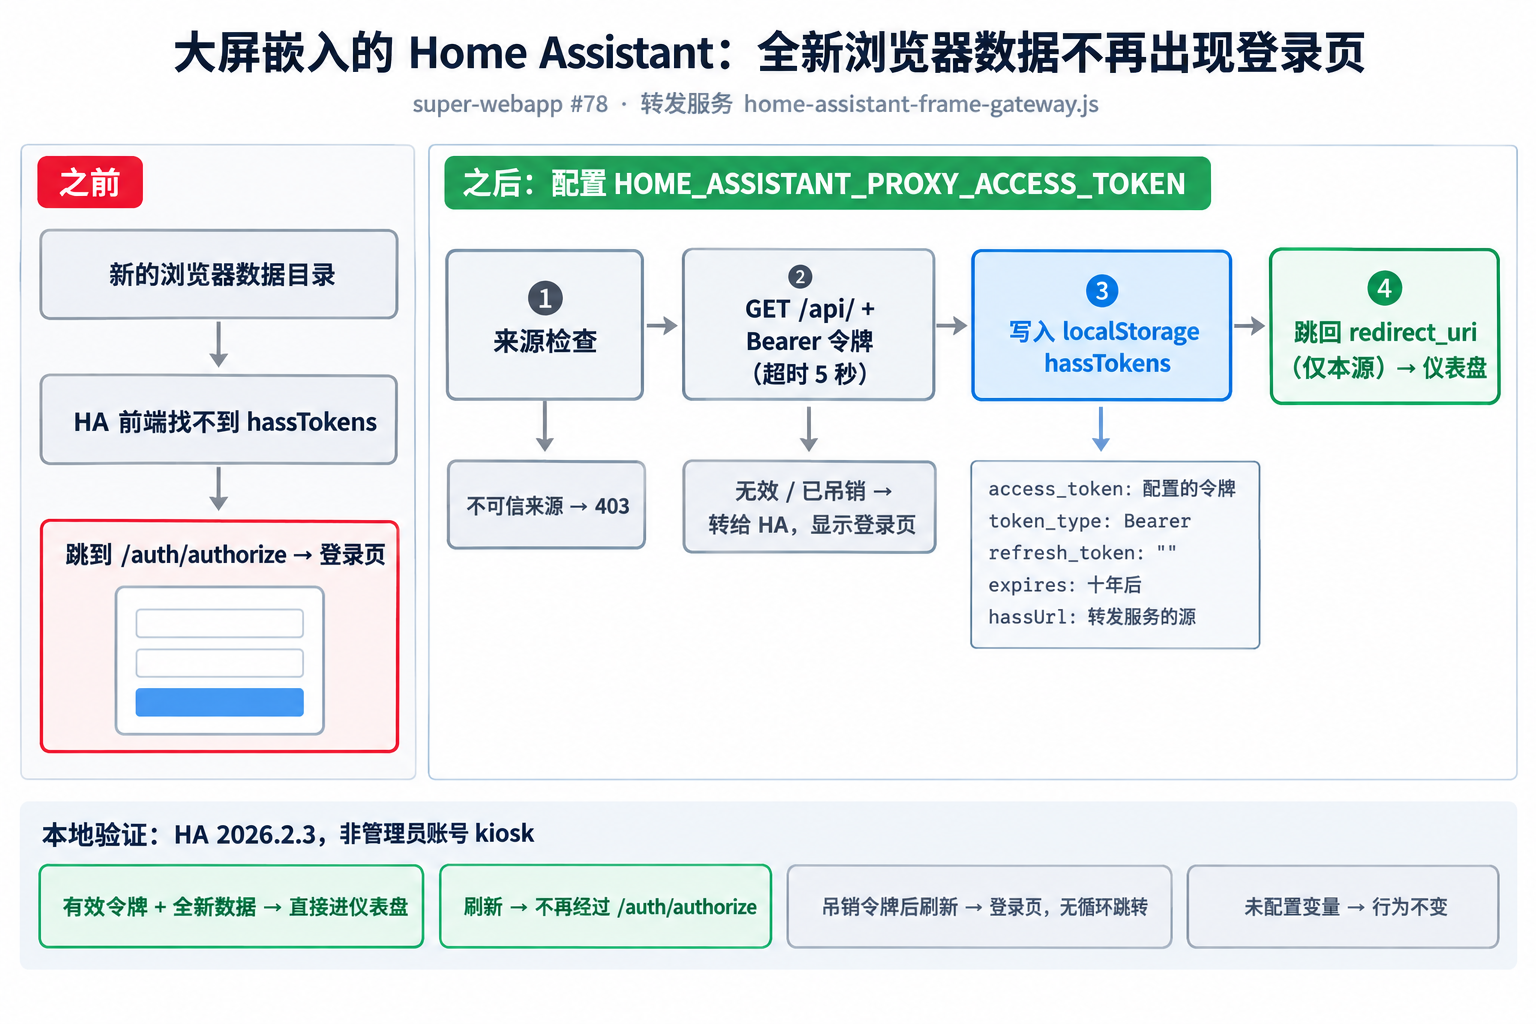 大屏嵌入的 Home Assistant：全新浏览器数据不再出现登录页
super-webapp #78 · 转发服务 home-assistant-frame-gateway.js
之前
新的浏览器数据目录
HA 前端找不到 hassTokens
跳到 /auth/authorize → 登录页
之后：配置 HOME_ASSISTANT_PROXY_ACCESS_TOKEN
1
来源检查
不可信来源 → 403
2
GET /api/ +
Bearer 令牌
（超时 5 秒）
无效 / 已吊销 →
转给 HA，显示登录页
3
写入 localStorage
hassTokens
access_token: 配置的令牌
token_type: Bearer
refresh_token: ""
expires: 十年后
hassUrl: 转发服务的源
4
跳回 redirect_uri
（仅本源）→ 仪表盘
本地验证：HA 2026.2.3，非管理员账号 kiosk
有效令牌 + 全新数据 → 直接进仪表盘
刷新 → 不再经过 /auth/authorize
吊销令牌后刷新 → 登录页，无循环跳转
未配置变量 → 行为不变